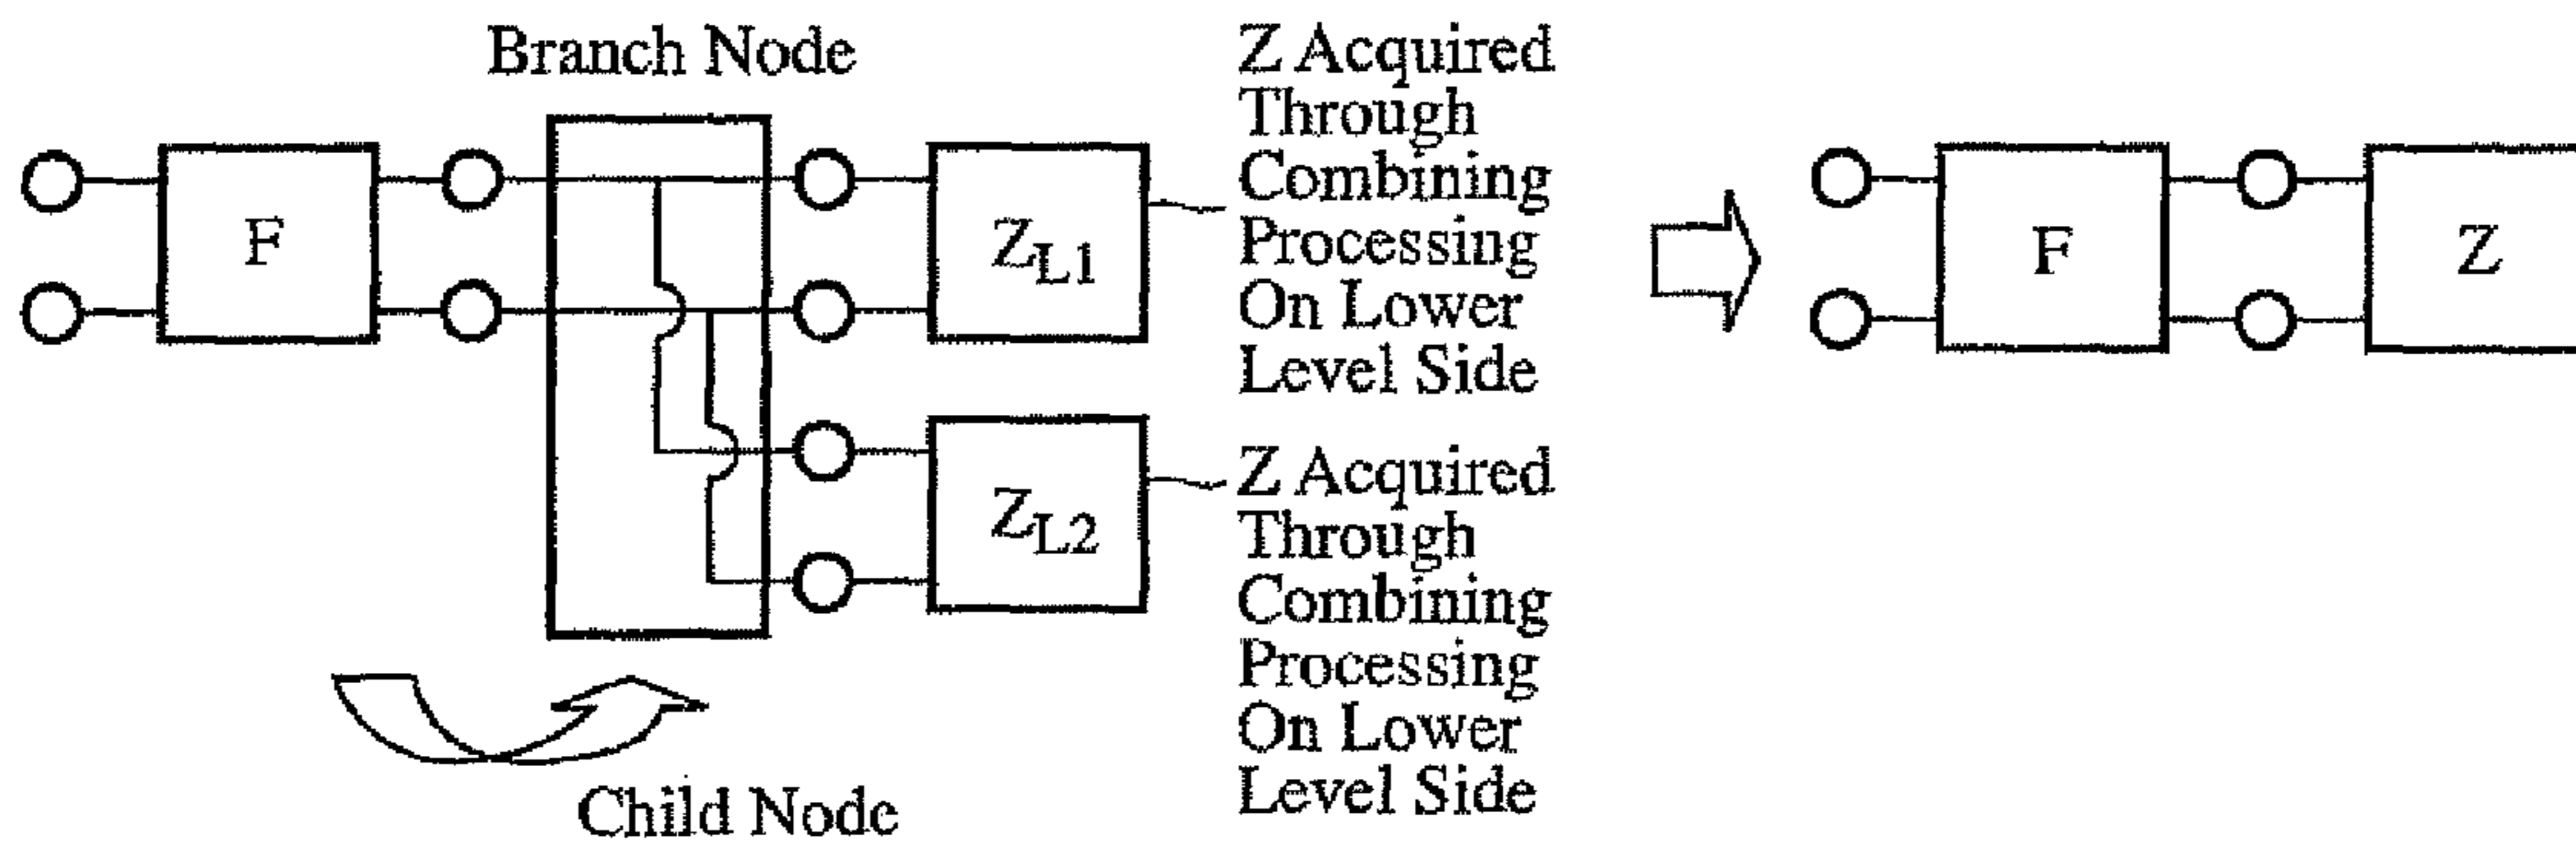 Branch Node
F
Z_L1
Z Acquired
Through
Combining
Processing
On Lower
Level Side
Z_L2
Z Acquired
Through
Combining
Processing
On Lower
Level Side
Child Node
F
Z